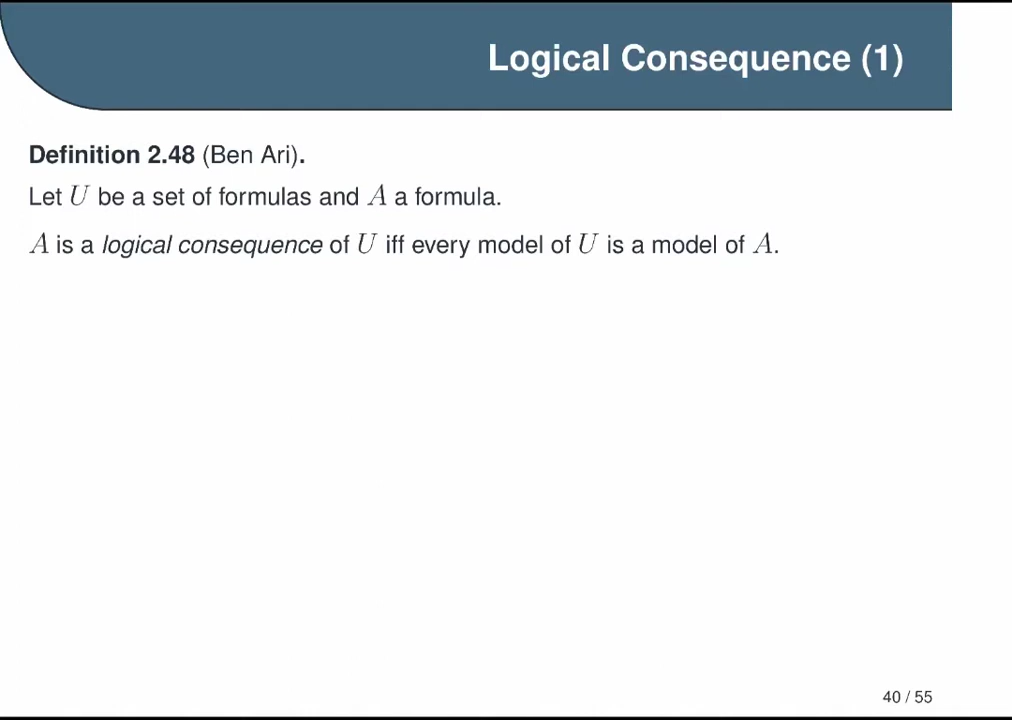 Logical Consequence (1)
Definition 2.48 (Ben Ari).
Let U be a set of formulas and A a formula.
A is a logical consequence of U iff every model of U is a model of A.
40 / 55